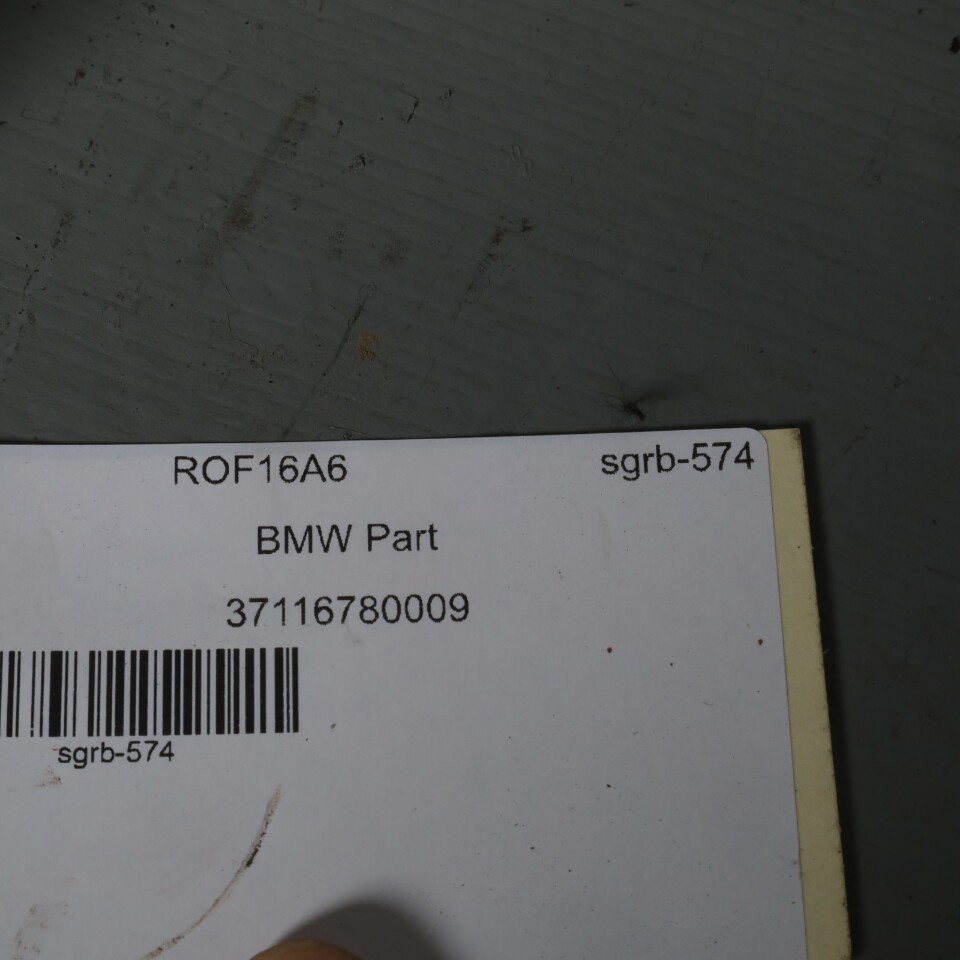 ROF16A6 sgrb-574
BMW Part
37116780009
sgrb-574